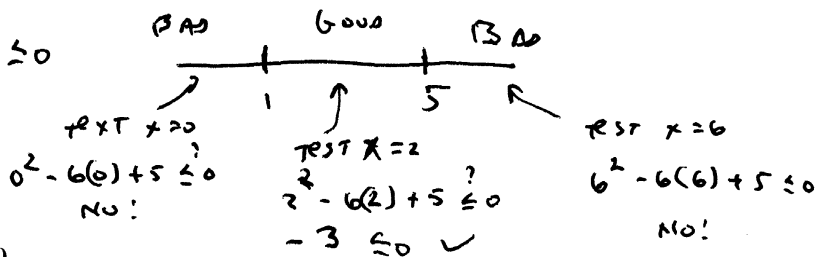 ≤0 BAD GOOD BAD
1 5
text x=0
0² - 6(0) + 5 ≤ 0 ?
NO!
TEST x = 2
2² - 6(2) + 5 ≤ 0 ?
- 3 ≤ 0 ✓
TEST x = 6
6² - 6(6) + 5 ≤ 0
NO!
)